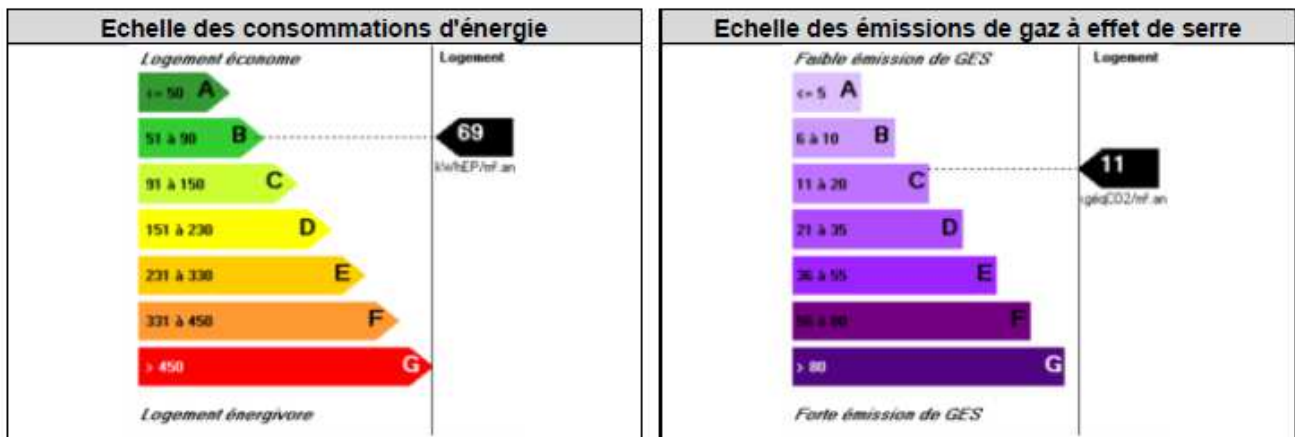 Echelle des consommations d'énergie
Logement économe
Logement
<= 50 A
51 à 90 B
69
kWhEP/m².an
91 à 150 C
151 à 230 D
231 à 330 E
331 à 450 F
> 450 G
Logement énergivore
Echelle des émissions de gaz à effet de serre
Faible émission de GES
Logement
<= 5 A
6 à 10 B
11 à 20 C
11
kgéqCO2/m².an
21 à 35 D
36 à 55 E
56 à 80 F
> 80 G
Forte émission de GES